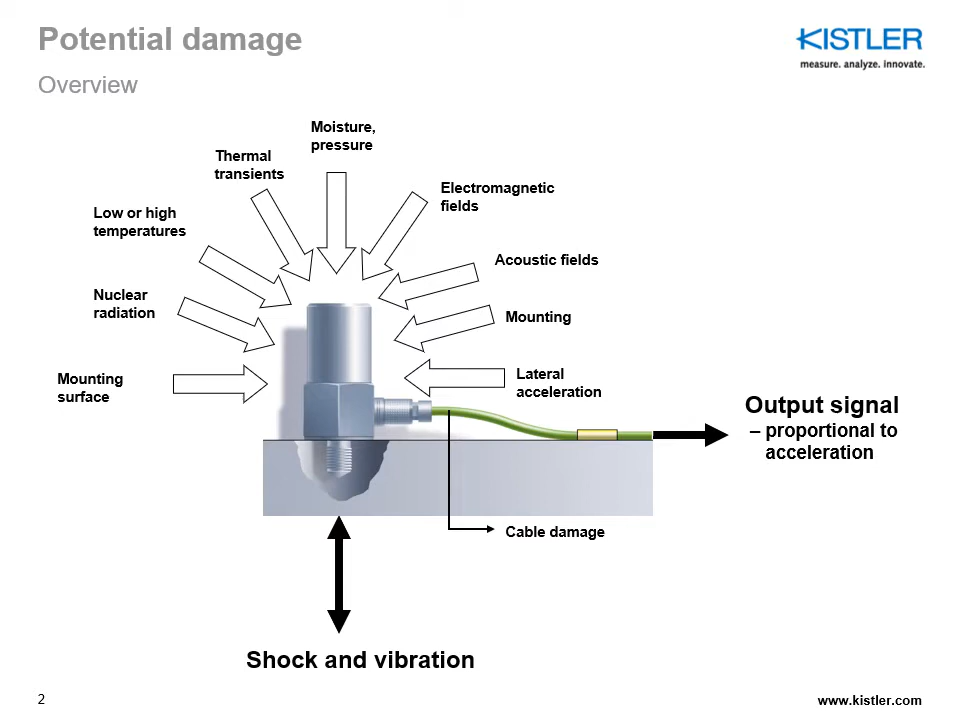 Potential damage
Overview
KISTLER
measure. analyze. innovate.
Moisture,
pressure
Thermal
transients
Electromagnetic
fields
Low or high
temperatures
Acoustic fields
Nuclear
radiation
Mounting
Mounting
surface
Lateral
acceleration
Output signal
– proportional to
acceleration
Cable damage
Shock and vibration
2
www.kistler.com